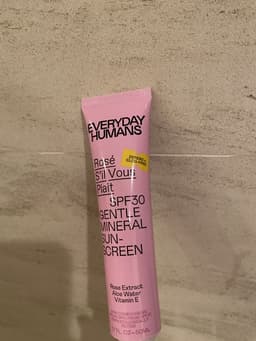 EVERYDAY
HUMANS
Rosé
S'il Vous
Plait
SPF30
GENTLE
MINERAL
SUN-
SCREEN
Rose Extract
Aloe Water
Vitamin E